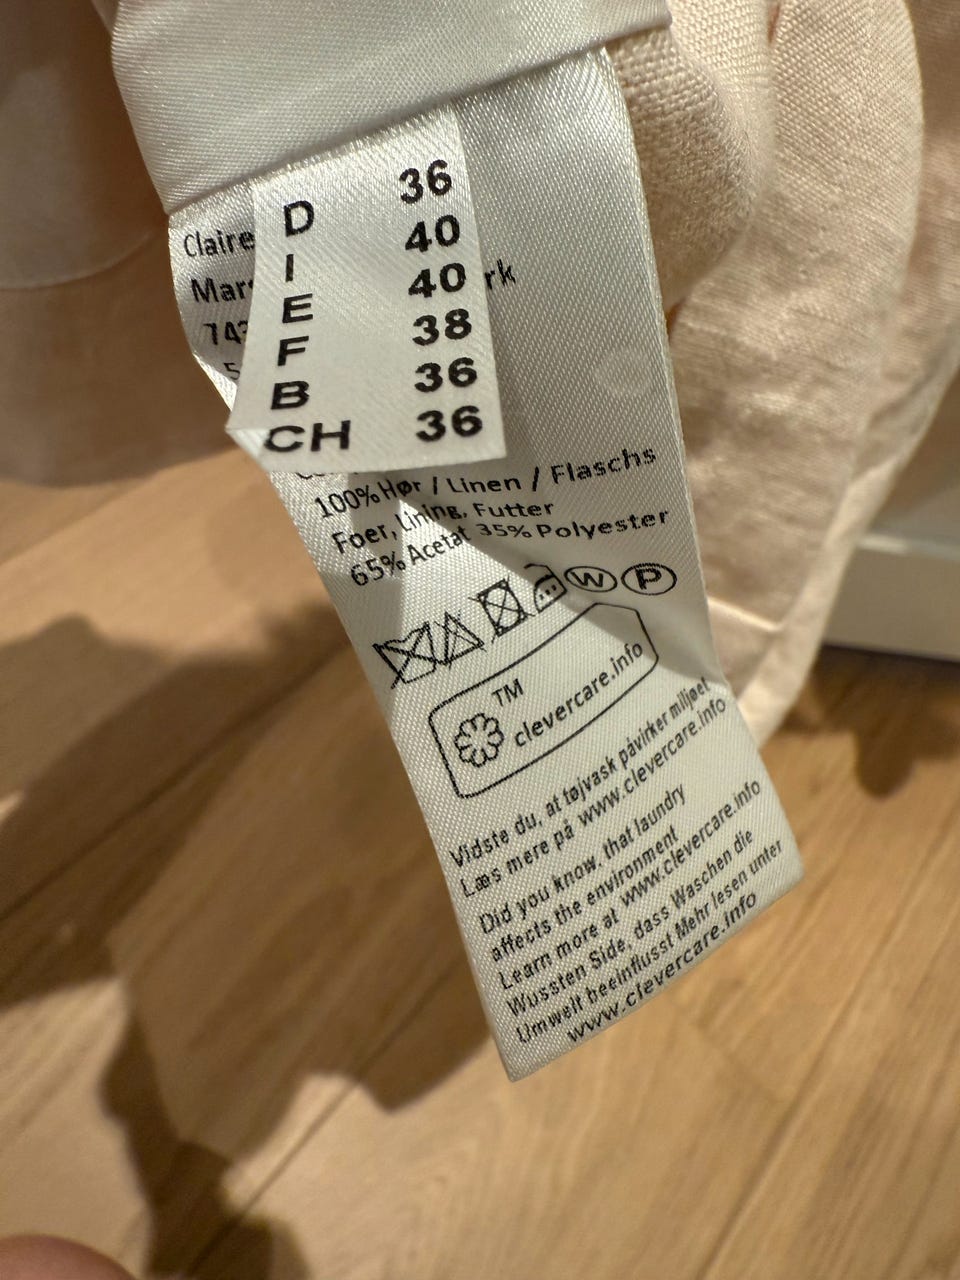 D 36
I 40
E 40
F 38
B 36
CH 36
Claire
100% Hør / Linen / Flaschs
Foer, Lining, Futter
65% Acetat 35% Polyester
W P
TM
clevercare.info
Vidste du, at tøjvask påvirker miljøet
Læs mere på www.clevercare.info
Did you know, that laundry
affects the environment
Learn more at www.clevercare.info
Wussten Side, dass Waschen die
Umwelt beeinflusst Mehr lesen unter
www.clevercare.info